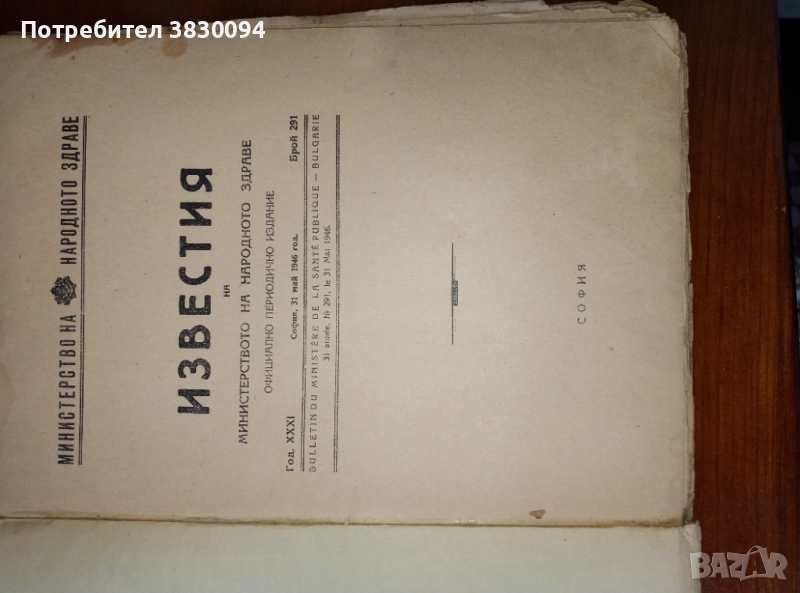 Потребител 3830094
МИНИСТЕРСТВО НА НАРОДНОТО ЗДРАВЕ
ИЗВЕСТИЯ
НА
МИНИСТЕРСТВОТО НА НАРОДНОТО ЗДРАВЕ
ОФИЦИАЛНО ПЕРИОДИЧНО ИЗДАНИЕ
Год. XXXI София, 31 май 1946 год. Брой 291
BULLETIN DU MINISTÈRE DE LA SANTÉ PUBLIQUE — BULGARIE
31 année, № 291, le 31 Mai 1946.
СОФИЯ
BAZAR